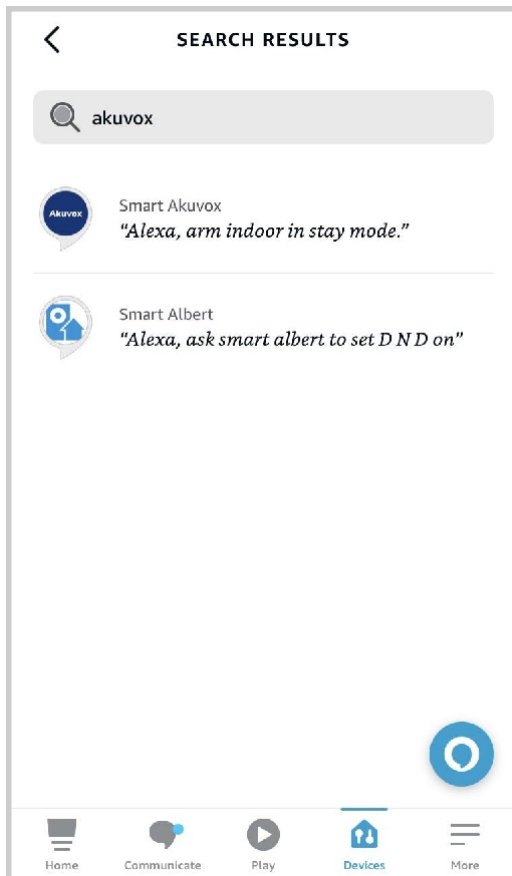 SEARCH RESULTS
akuvox
Akuvox
Smart Akuvox
“Alexa, arm indoor in stay mode.”
Smart Albert
“Alexa, ask smart albert to set D N D on”
Home Communicate Play Devices More